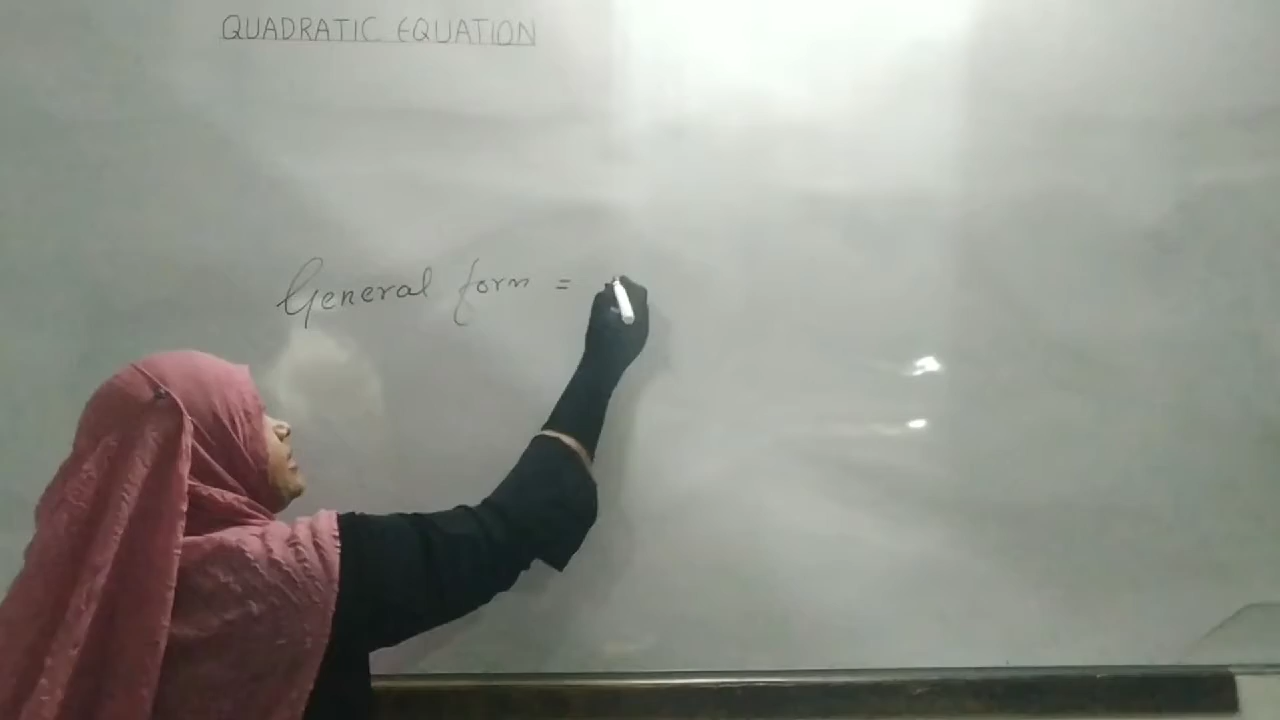 QUADRATIC EQUATION
General form =